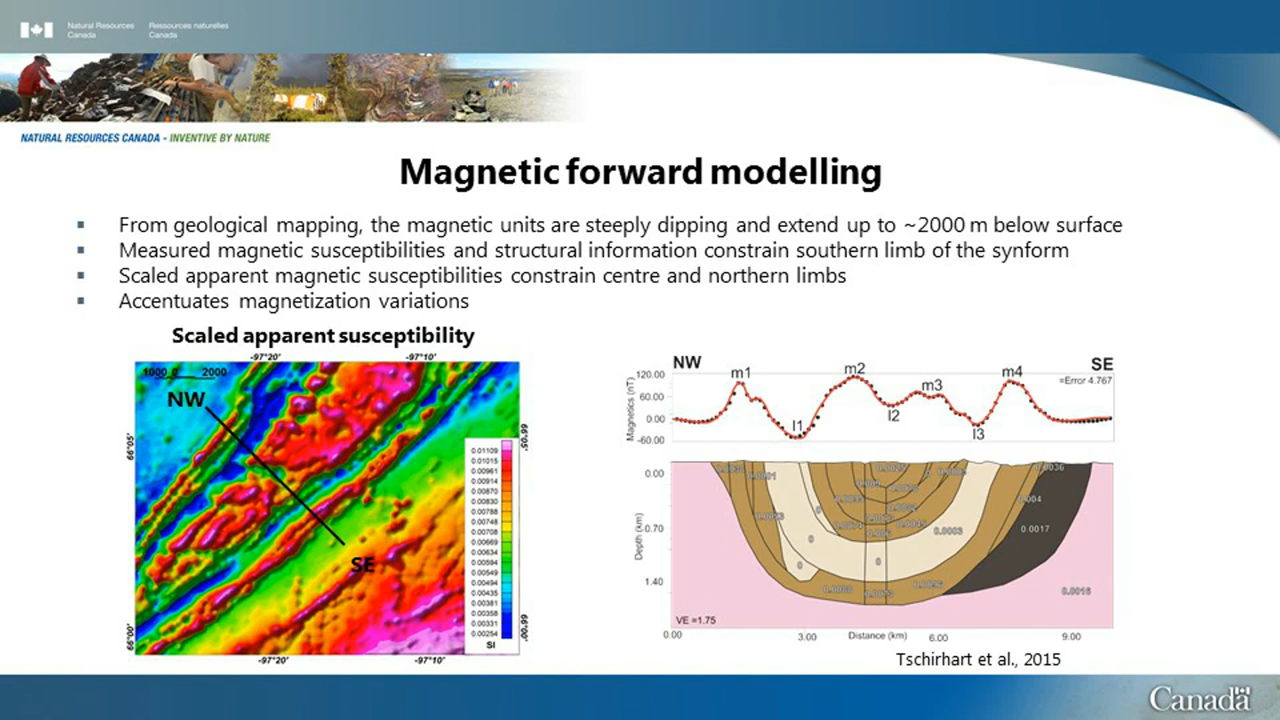 Natural Resources Canada
Ressources naturelles Canada
NATURAL RESOURCES CANADA - INVENTIVE BY NATURE
Magnetic forward modelling
▪ From geological mapping, the magnetic units are steeply dipping and extend up to ~2000 m below surface
▪ Measured magnetic susceptibilities and structural information constrain southern limb of the synform
▪ Scaled apparent magnetic susceptibilities constrain centre and northern limbs
▪ Accentuates magnetization variations
Scaled apparent susceptibility
-97°20' -97°10'
1000 0 2000
NW
SE
66°05' 66°05'
66°00' 66°00'
0.01109
0.01015
0.00961
0.00914
0.00870
0.00830
0.00788
0.00748
0.00708
0.00669
0.00634
0.00594
0.00549
0.00494
0.00435
0.00381
0.00358
0.00331
0.00254
SI
-97°20' -97°10'
NW SE
m1 m2 m3 m4
l1 l2 l3
=Error 4.767
Magnetics (nT)
120.00
60.00
0.00
-60.00
Depth (km)
0.00
0.70
1.40
0.0036
0.004
0.0017
0.0003
0
0
0
0
0.0016
VE =1.75
0.00 3.00 Distance (km) 6.00 9.00
Tschirhart et al., 2015
Canada